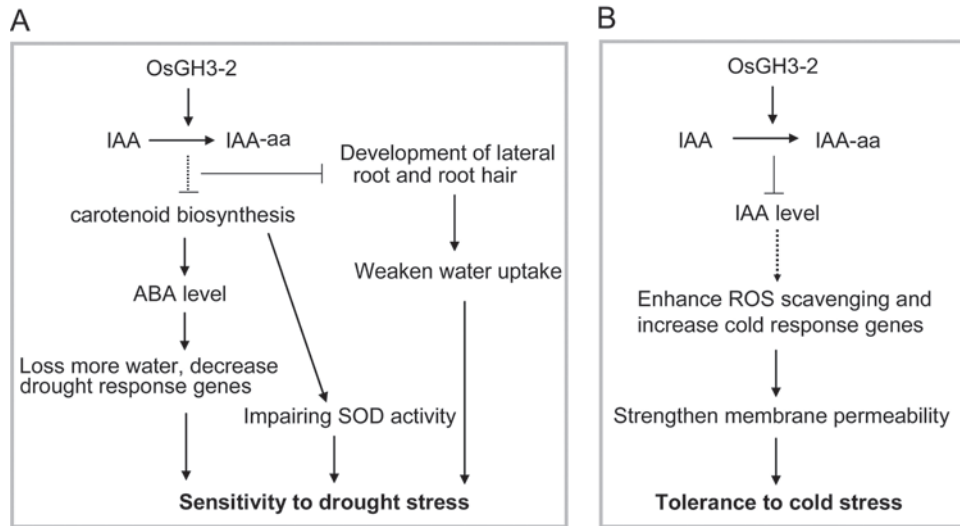 A
OsGH3-2
IAA
IAA-aa
Development of lateral
root and root hair
carotenoid biosynthesis
Weaken water uptake
ABA level
Loss more water, decrease
drought response genes
Impairing SOD activity
Sensitivity to drought stress
B
OsGH3-2
IAA
IAA-aa
IAA level
Enhance ROS scavenging and
increase cold response genes
Strengthen membrane permeability
Tolerance to cold stress